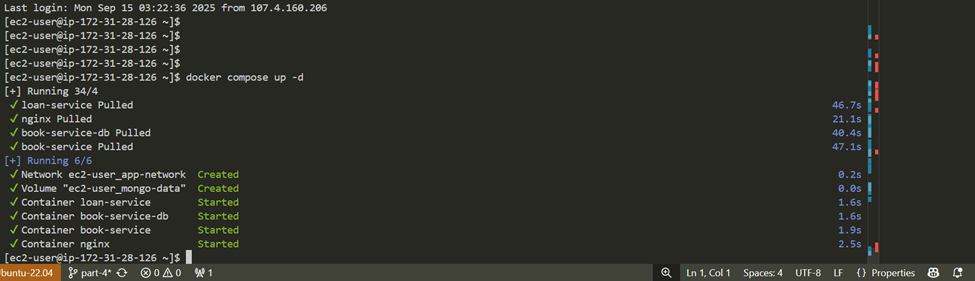 Last login: Mon Sep 15 03:22:36 2025 from 107.4.160.206
[ec2-user@ip-172-31-28-126 ~]$
[ec2-user@ip-172-31-28-126 ~]$
[ec2-user@ip-172-31-28-126 ~]$
[ec2-user@ip-172-31-28-126 ~]$
[ec2-user@ip-172-31-28-126 ~]$ docker compose up -d
[+] Running 34/4
✓ loan-service Pulled 46.7s
✓ nginx Pulled 21.1s
✓ book-service-db Pulled 40.4s
✓ book-service Pulled 47.1s
[+] Running 6/6
✓ Network ec2-user_app-network Created 0.2s
✓ Volume "ec2-user_mongo-data" Created 0.0s
✓ Container loan-service Started 1.6s
✓ Container book-service-db Started 1.6s
✓ Container book-service Started 1.9s
✓ Container nginx Started 2.5s
[ec2-user@ip-172-31-28-126 ~]$
buntu-22.04 part-4* 0 0 1 Ln 1, Col 1 Spaces: 4 UTF-8 LF {} Properties